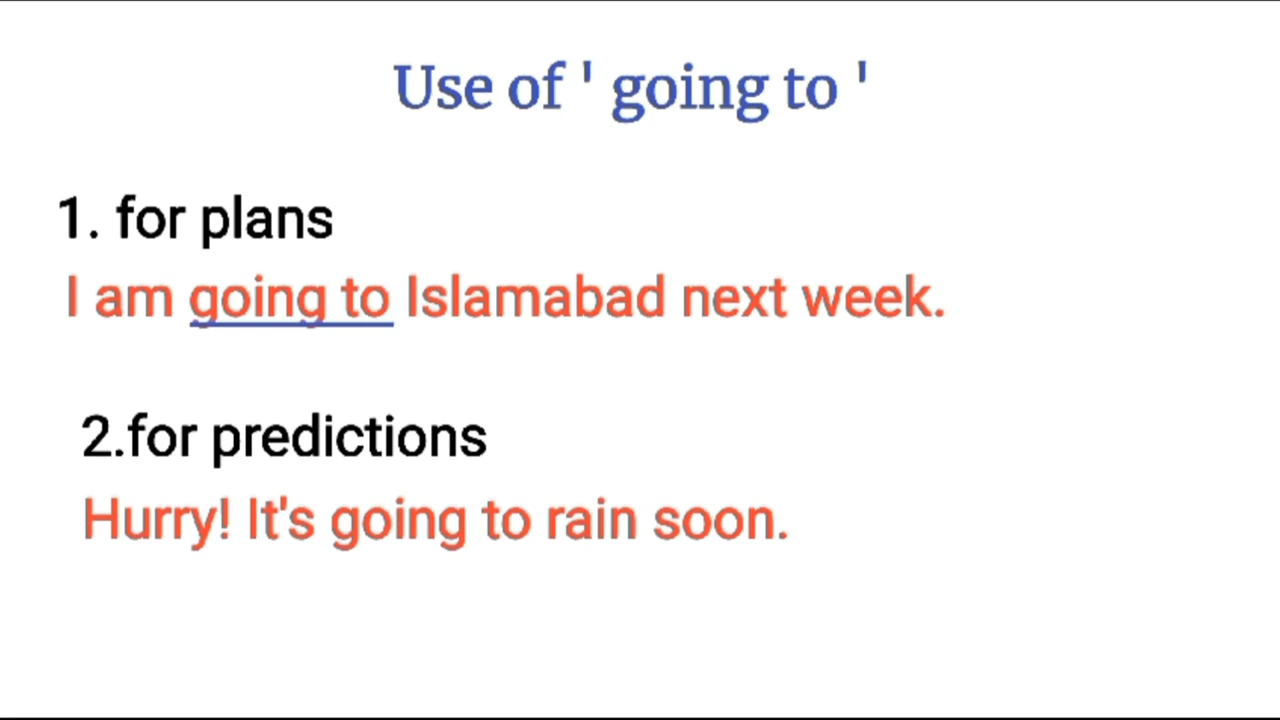 Use of ' going to '
1. for plans
I am going to Islamabad next week.
2.for predictions
Hurry! It's going to rain soon.